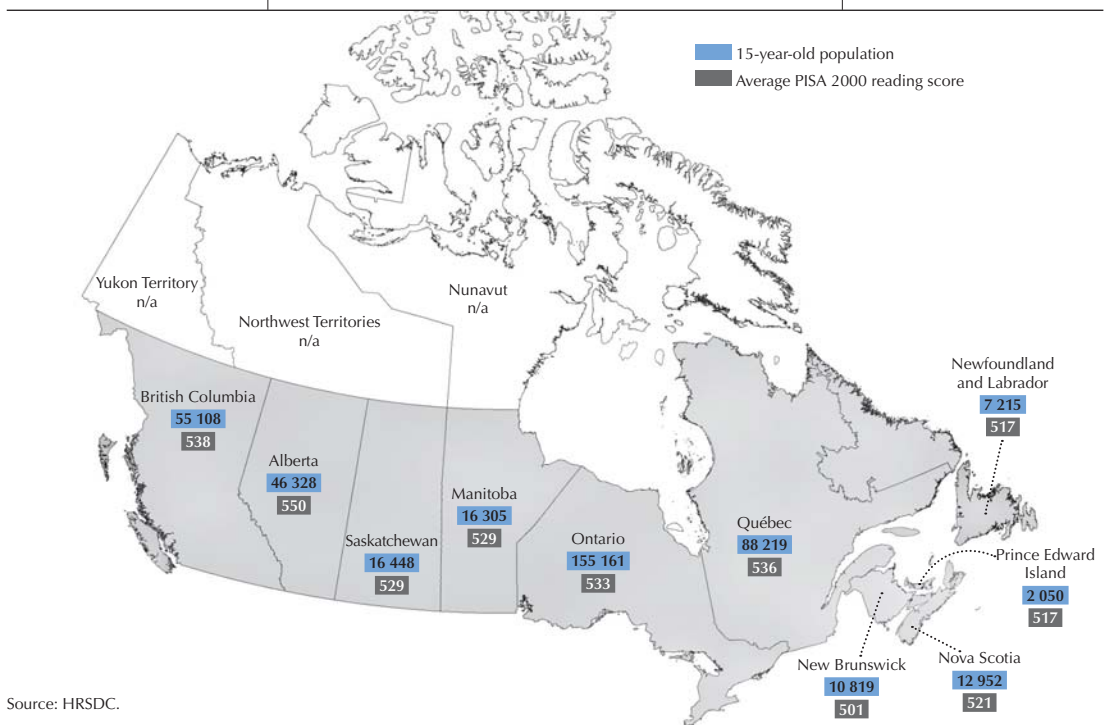 15-year-old population
Average PISA 2000 reading score
Yukon Territory
n/a
Northwest Territories
n/a
Nunavut
n/a
British Columbia
55 108
538
Alberta
46 328
550
Saskatchewan
16 448
529
Manitoba
16 305
529
Ontario
155 161
533
Québec
88 219
536
Newfoundland
and Labrador
7 215
517
Prince Edward
Island
2 050
517
New Brunswick
10 819
501
Nova Scotia
12 952
521
Source: HRSDC.